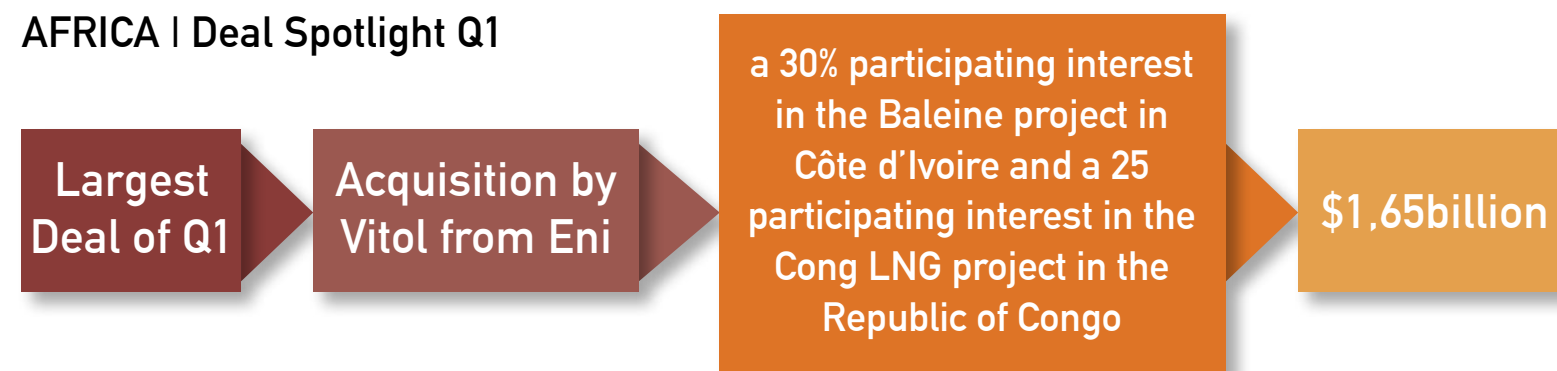 AFRICA | Deal Spotlight Q1
Largest
Deal of Q1
Acquisition by
Vitol from Eni
a 30% participating interest
in the Baleine project in
Côte d’Ivoire and a 25
participating interest in the
Cong LNG project in the
Republic of Congo
$1,65billion